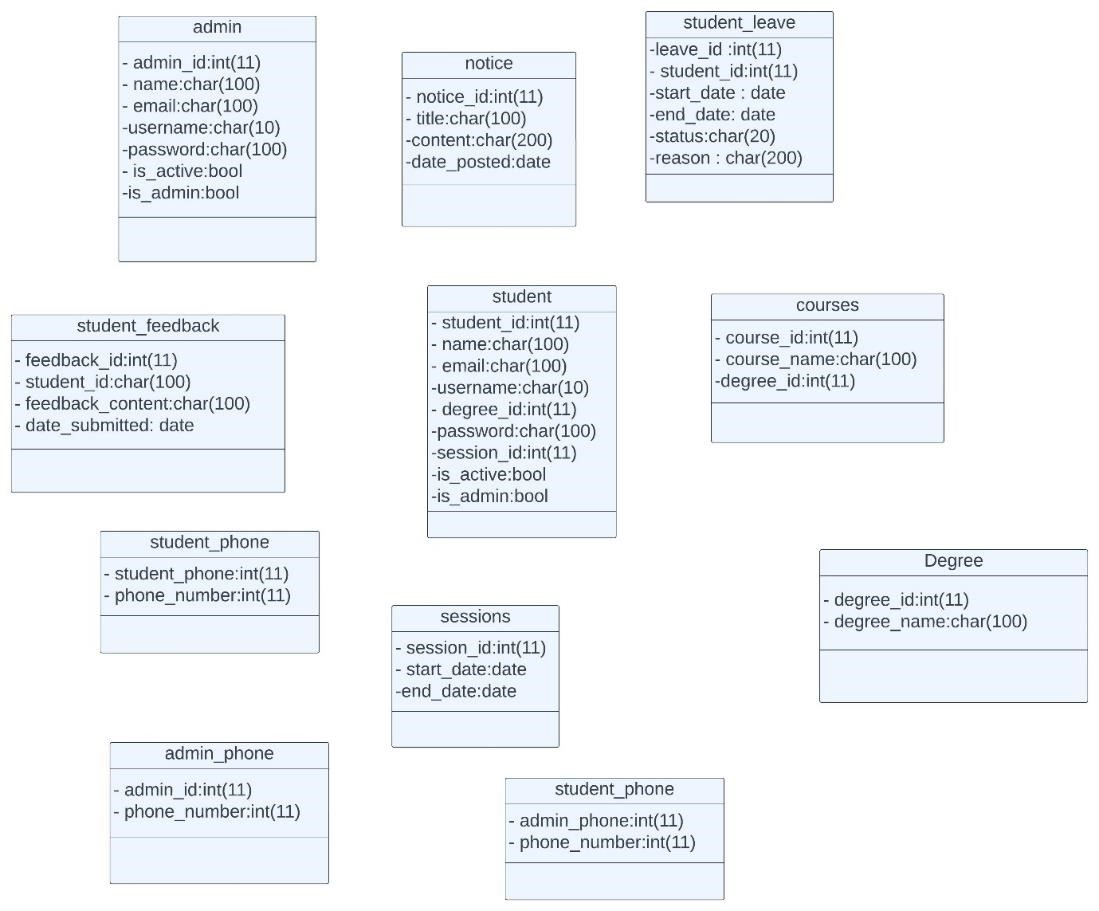 admin
- admin_id:int(11)
- name:char(100)
- email:char(100)
-username:char(10)
-password:char(100)
- is_active:bool
-is_admin:bool
notice
- notice_id:int(11)
- title:char(100)
-content:char(200)
-date_posted:date
student_leave
-leave_id :int(11)
- student_id:int(11)
-start_date : date
-end_date: date
-status:char(20)
-reason : char(200)
student_feedback
- feedback_id:int(11)
- student_id:char(100)
- feedback_content:char(100)
- date_submitted: date
student
- student_id:int(11)
- name:char(100)
- email:char(100)
-username:char(10)
- degree_id:int(11)
-password:char(100)
-session_id:int(11)
-is_active:bool
-is_admin:bool
courses
- course_id:int(11)
- course_name:char(100)
-degree_id:int(11)
student_phone
- student_phone:int(11)
- phone_number:int(11)
sessions
- session_id:int(11)
- start_date:date
-end_date:date
Degree
- degree_id:int(11)
- degree_name:char(100)
admin_phone
- admin_id:int(11)
- phone_number:int(11)
student_phone
- admin_phone:int(11)
- phone_number:int(11)